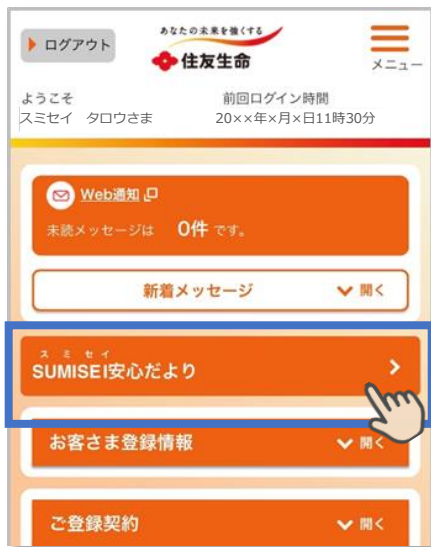 ログアウト
あなたの未来を強くする
住友生命
メニュー
ようこそ
スミセイ タロウさま
前回ログイン時間
20××年×月×日11時30分
Web通知
未読メッセージは 0件 です。
新着メッセージ 開く
スミセイ
SUMISEI安心だより
お客さま登録情報 開く
ご登録契約 開く